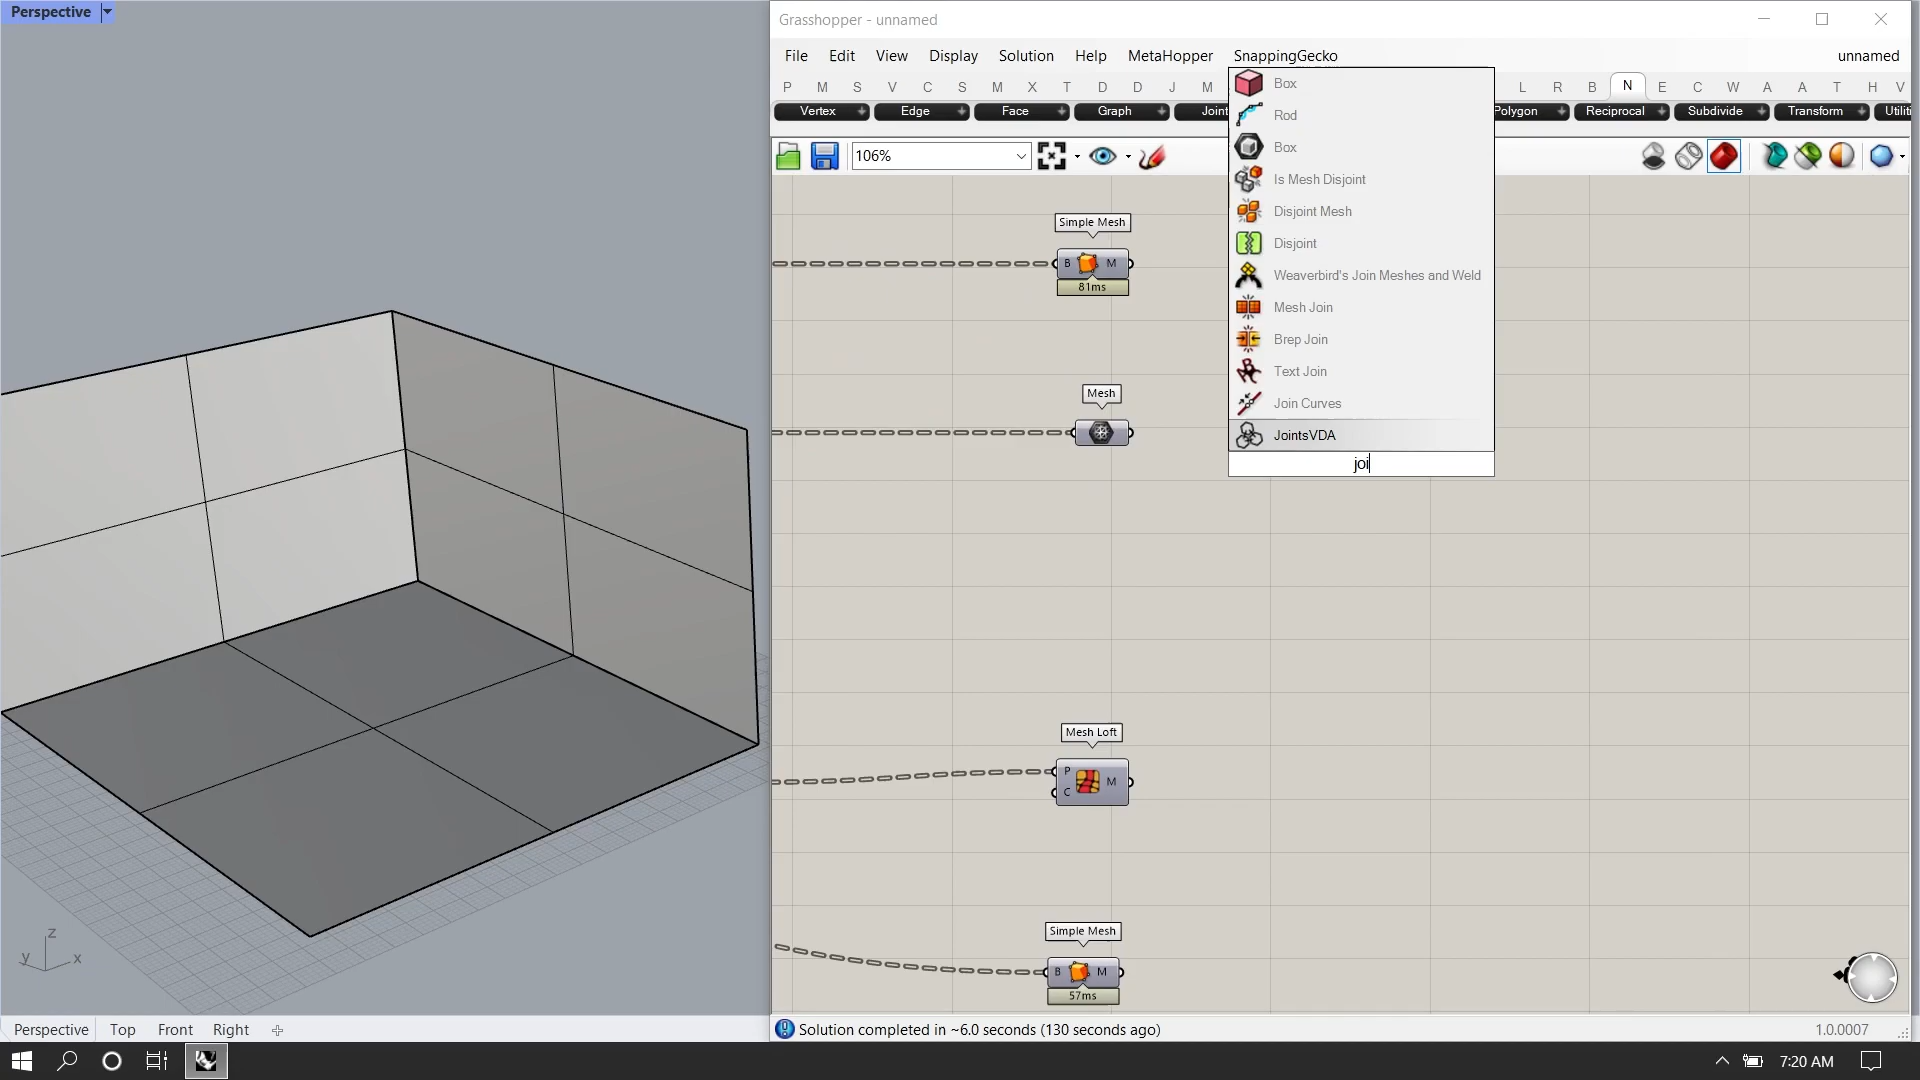 Perspective
Grasshopper - unnamed
File Edit View Display Solution Help MetaHopper SnappingGecko unnamed
P M S V C S M X T D D J M L R B N E C W A A T H V
Vertex + Edge + Face + Graph + Joint Polygon + Reciprocal + Subdivide + Transform + Utili
106%
Box
Rod
Box
Is Mesh Disjoint
Disjoint Mesh
Disjoint
Weaverbird's Join Meshes and Weld
Mesh Join
Brep Join
Text Join
Join Curves
JointsVDA
joi
Simple Mesh
B M
81ms
Mesh
Mesh Loft
P
C
M
Simple Mesh
B M
57ms
z
y x
Perspective Top Front Right
Solution completed in ~6.0 seconds (130 seconds ago) 1.0.0007
7:20 AM